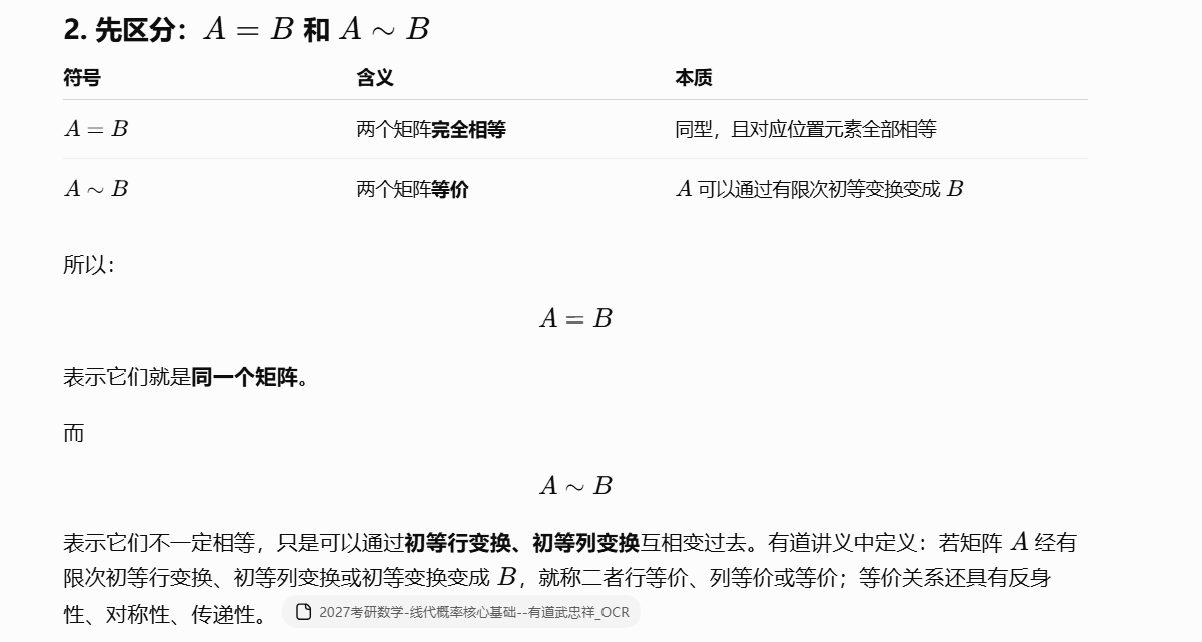 2. 先区分：A = B 和 A ∼ B
符号 含义 本质
A = B 两个矩阵完全相等 同型，且对应位置元素全部相等
A ∼ B 两个矩阵等价 A 可以通过有限次初等变换变成 B
所以：
A = B
表示它们就是同一个矩阵。
而
A ∼ B
表示它们不一定相等，只是可以通过初等行变换、初等列变换互相变过去。有道讲义中定义：若矩阵 A 经有
限次初等行变换、初等列变换或初等变换变成 B，就称二者行等价、列等价或等价；等价关系还具有反身
性、对称性、传递性。 2027考研数学-线代概率核心基础--有道武忠祥_OCR